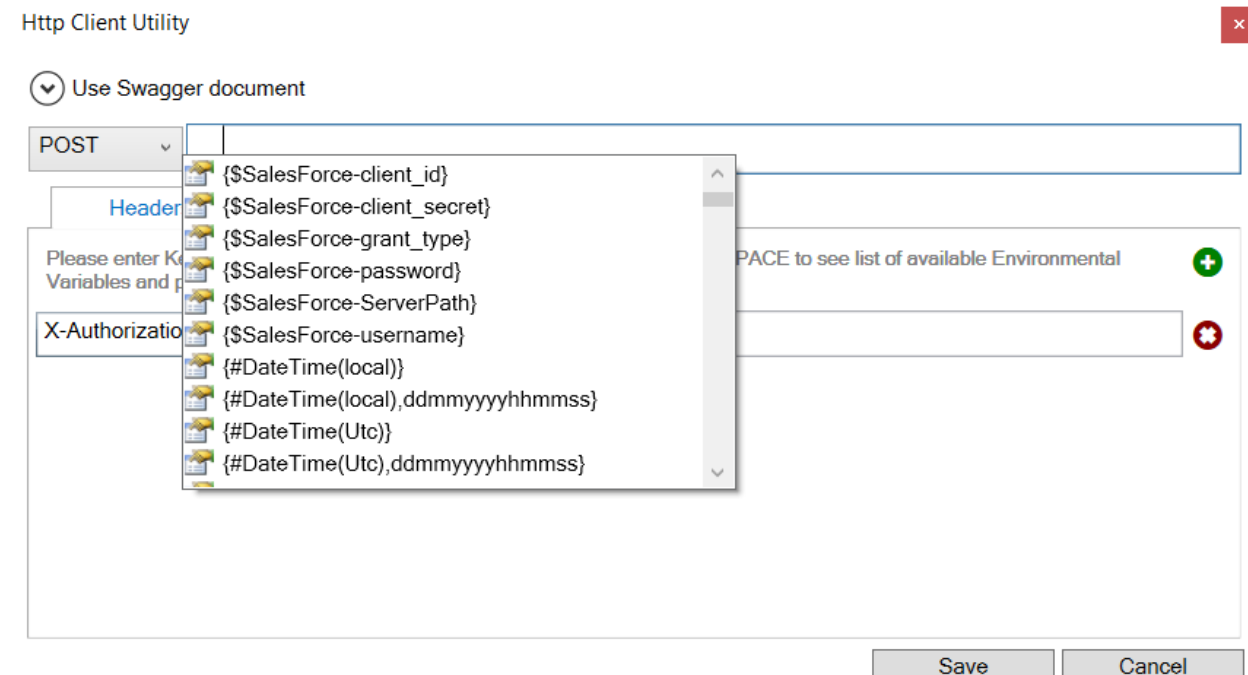 Http Client Utility
Use Swagger document
POST
{$SalesForce-client_id}
{$SalesForce-client_secret}
{$SalesForce-grant_type}
{$SalesForce-password}
{$SalesForce-ServerPath}
{$SalesForce-username}
{#DateTime(local)}
{#DateTime(local),ddmmyyyyhhmmss}
{#DateTime(Utc)}
{#DateTime(Utc),ddmmyyyyhhmmss}
Header
Please enter PACE to see list of available Environmental
Variables and
X-Authorizatio
Save Cancel